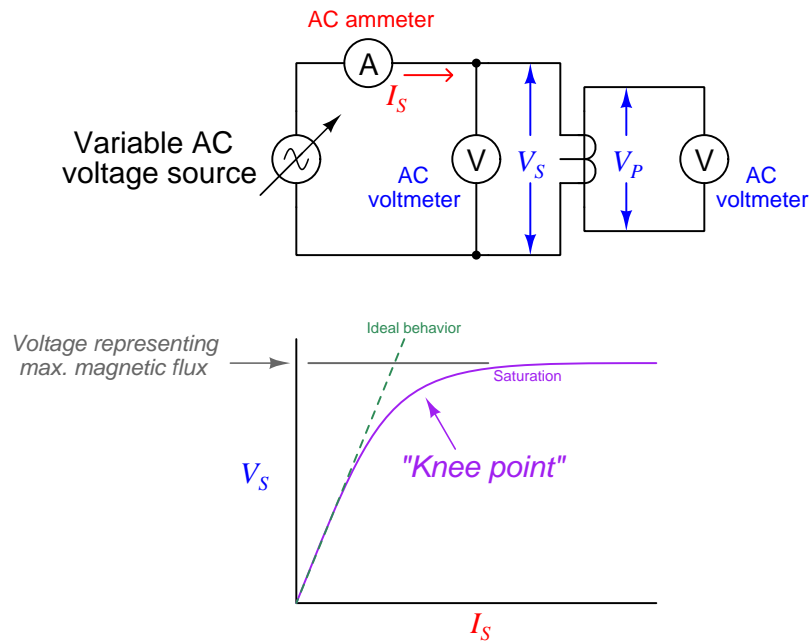 AC ammeter
A
I_S
Variable AC
voltage source
V
AC
voltmeter
V_S
V_P
V
AC
voltmeter
Voltage representing
max. magnetic flux
Ideal behavior
Saturation
"Knee point"
V_S
I_S